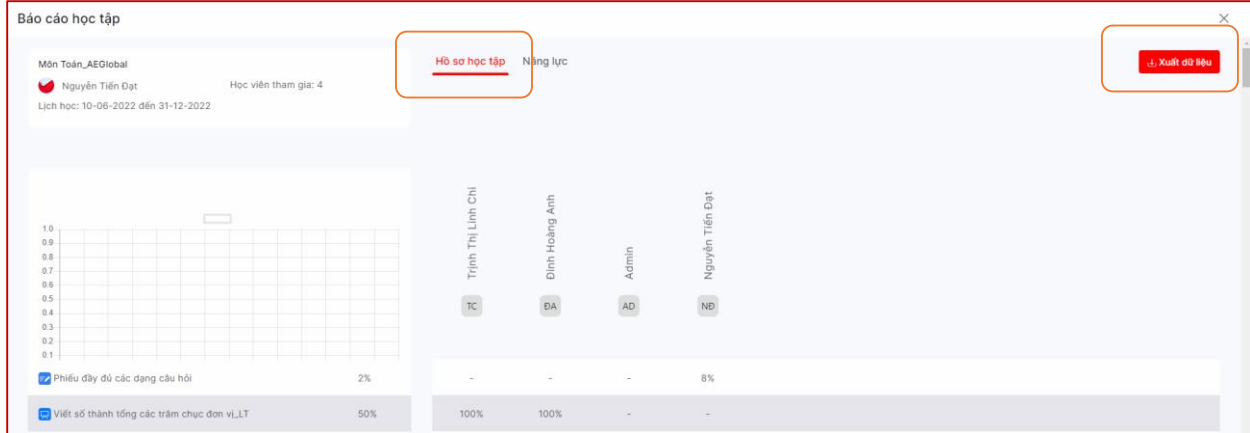 Báo cáo học tập
Môn Toán_AEGlobal
Nguyễn Tiến Đạt
Học viên tham gia: 4
Lịch học: 10-06-2022 đến 31-12-2022
Hồ sơ học tập
Năng lực
Xuất dữ liệu
1.0
0.9
0.8
0.7
0.6
0.5
0.4
0.3
0.2
0.1
Trịnh Thị Linh Chi
Đinh Hoàng Anh
Admin
Nguyễn Tiến Đạt
TC ĐA AD NĐ
Phiếu đầy đủ các dạng câu hỏi 2% - - - 8%
Viết số thành tổng các trăm chục đơn vị_LT 50% 100% 100% - -